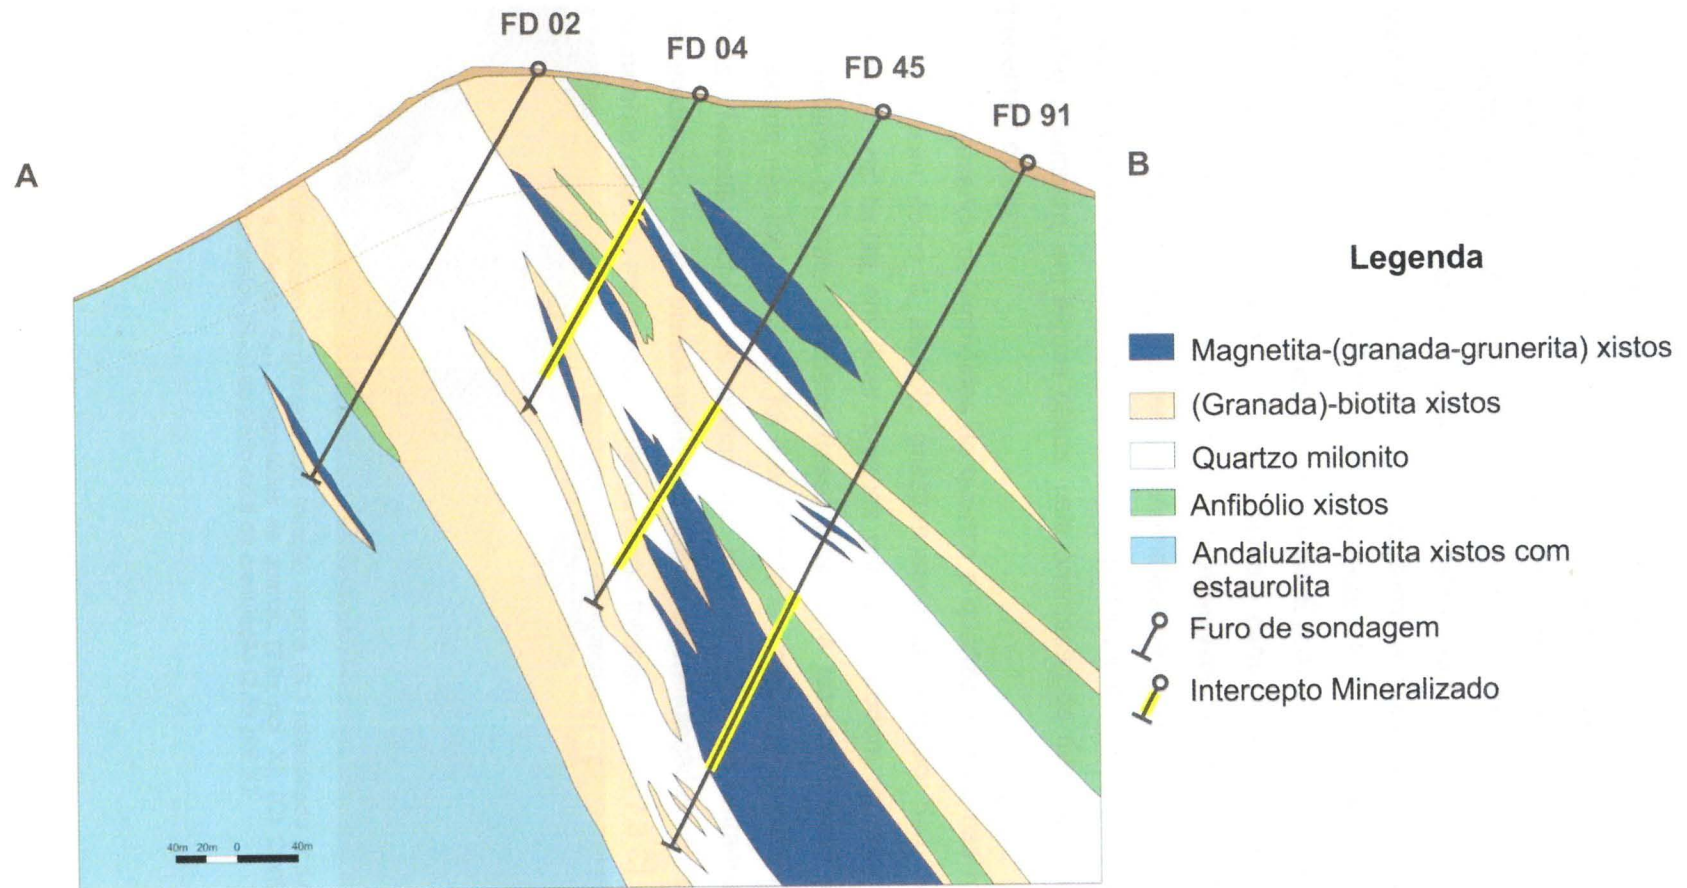 FD 02
FD 04
FD 45
FD 91
A
B
Legenda
Magnetita-(granada-grunerita) xistos
(Granada)-biotita xistos
Quartzo milonito
Anfibólio xistos
Andaluzita-biotita xistos com
estaurolita
Furo de sondagem
Intercepto Mineralizado
40m 20m 0 40m